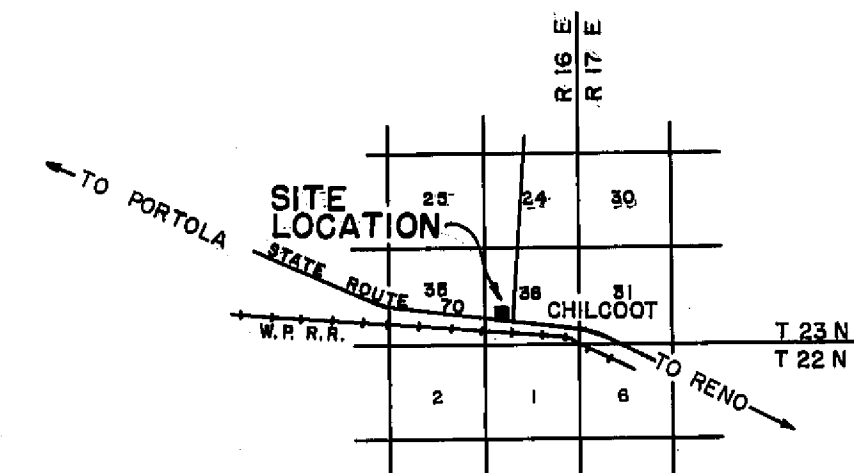 R 16 E
R 17 E
TO PORTOLA
SITE
LOCATION
25
24
30
STATE ROUTE 70
35
36
31
CHILCOOT
W. P. R. R.
T 23 N
T 22 N
TO RENO
2
1
6